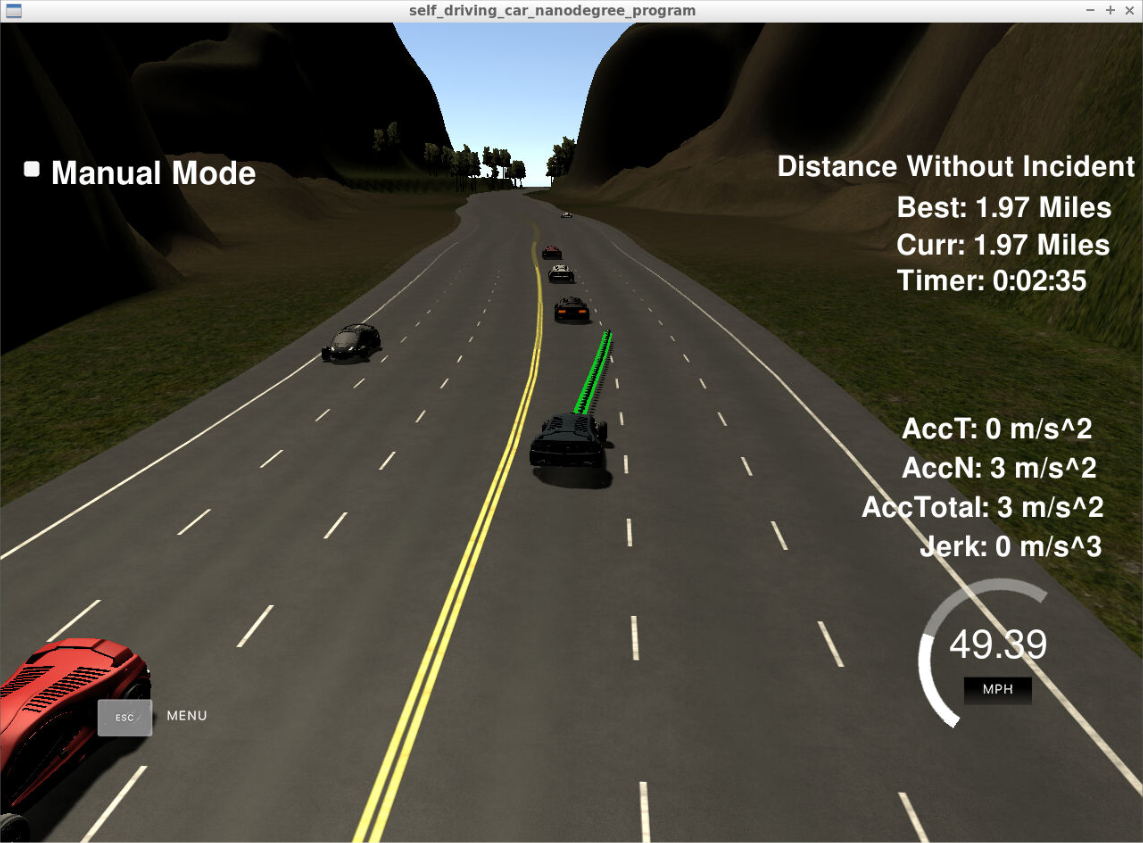 self_driving_car_nanodegree_program
Manual Mode
Distance Without Incident
Best: 1.97 Miles
Curr: 1.97 Miles
Timer: 0:02:35
AccT: 0 m/s^2
AccN: 3 m/s^2
AccTotal: 3 m/s^2
Jerk: 0 m/s^3
49.39
MPH
ESC MENU